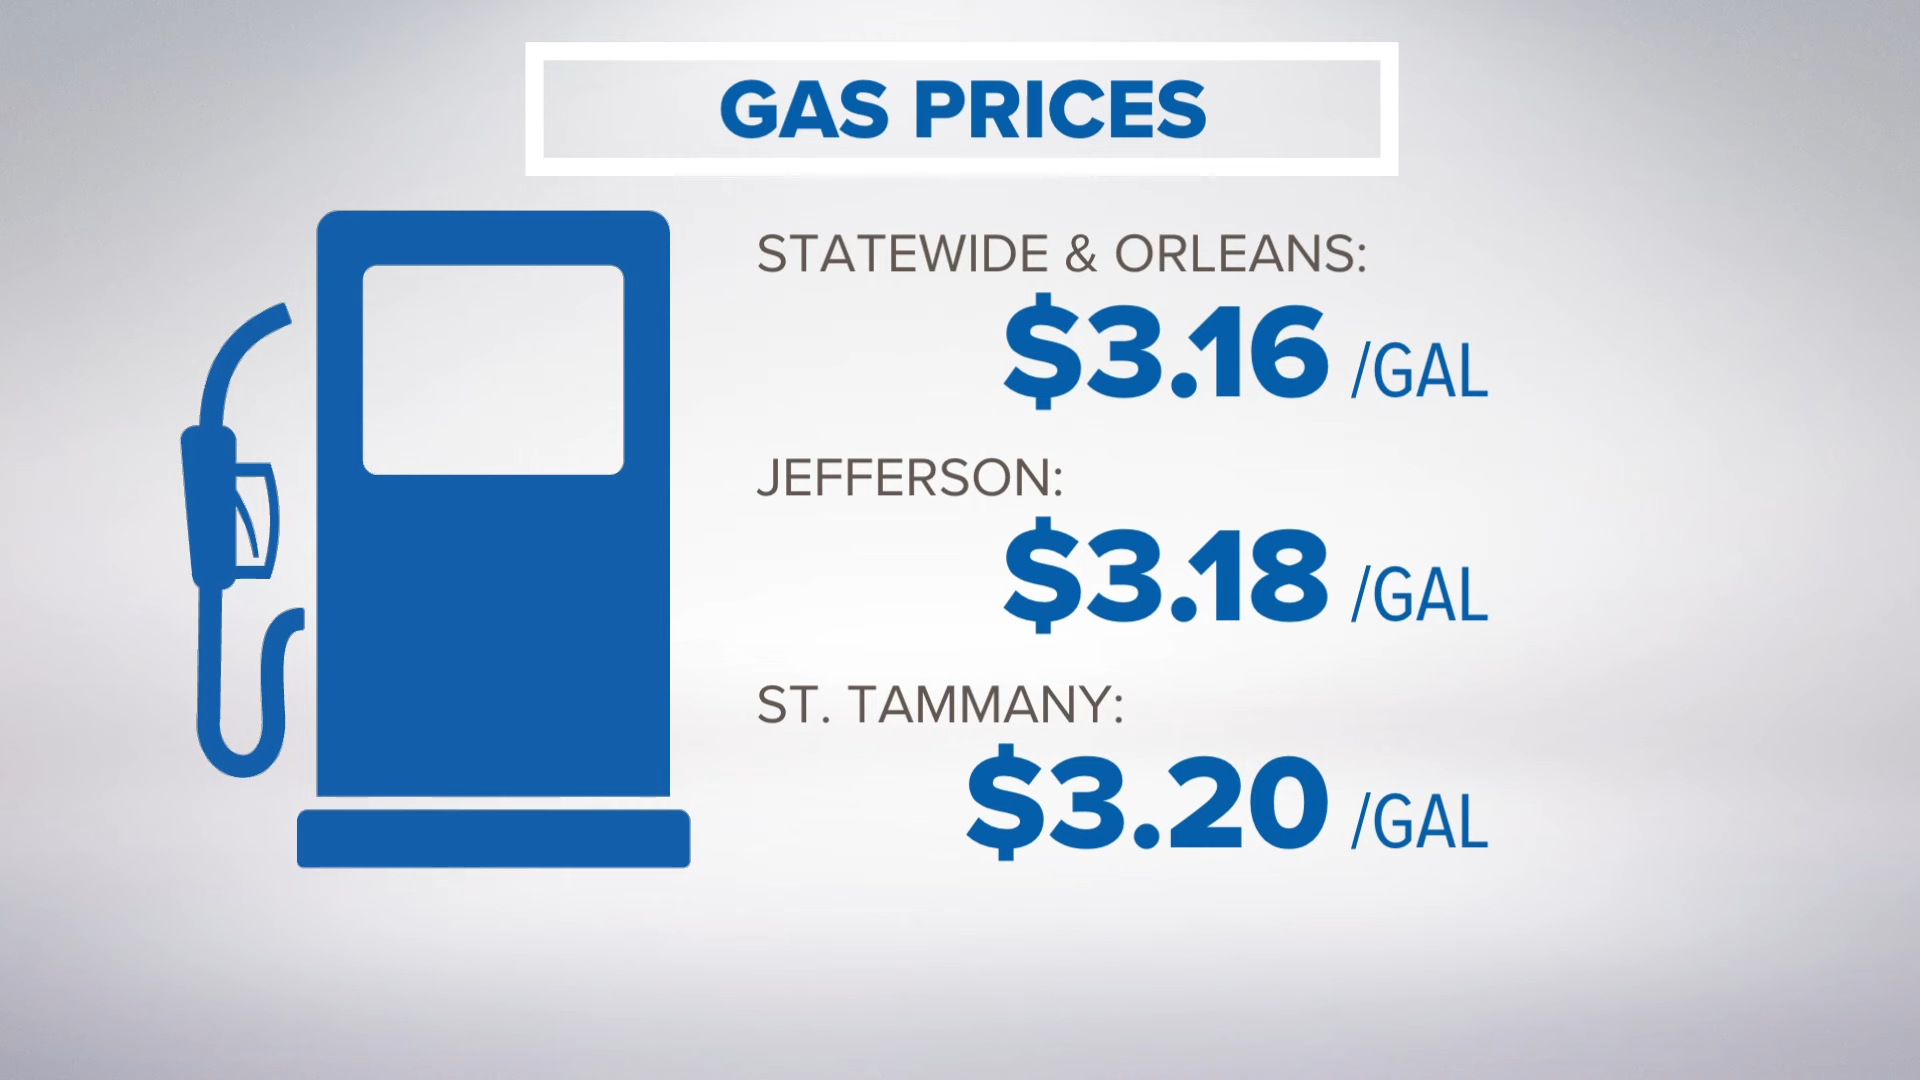 GAS PRICES
STATEWIDE & ORLEANS:
$3.16 /GAL
JEFFERSON:
$3.18 /GAL
ST. TAMMANY:
$3.20 /GAL